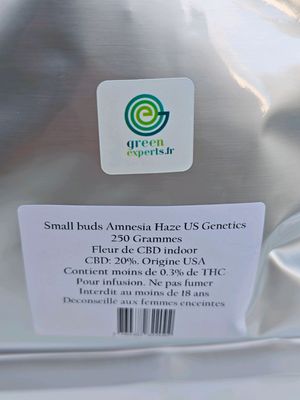 green
experts.fr
Small buds Amnesia Haze US Genetics
250 Grammes
Fleur de CBD indoor
CBD: 20%. Origine USA
Contient moins de 0.3% de THC
Pour infusion. Ne pas fumer
Interdit au moins de 18 ans
Deconseille aux femmes enceintes